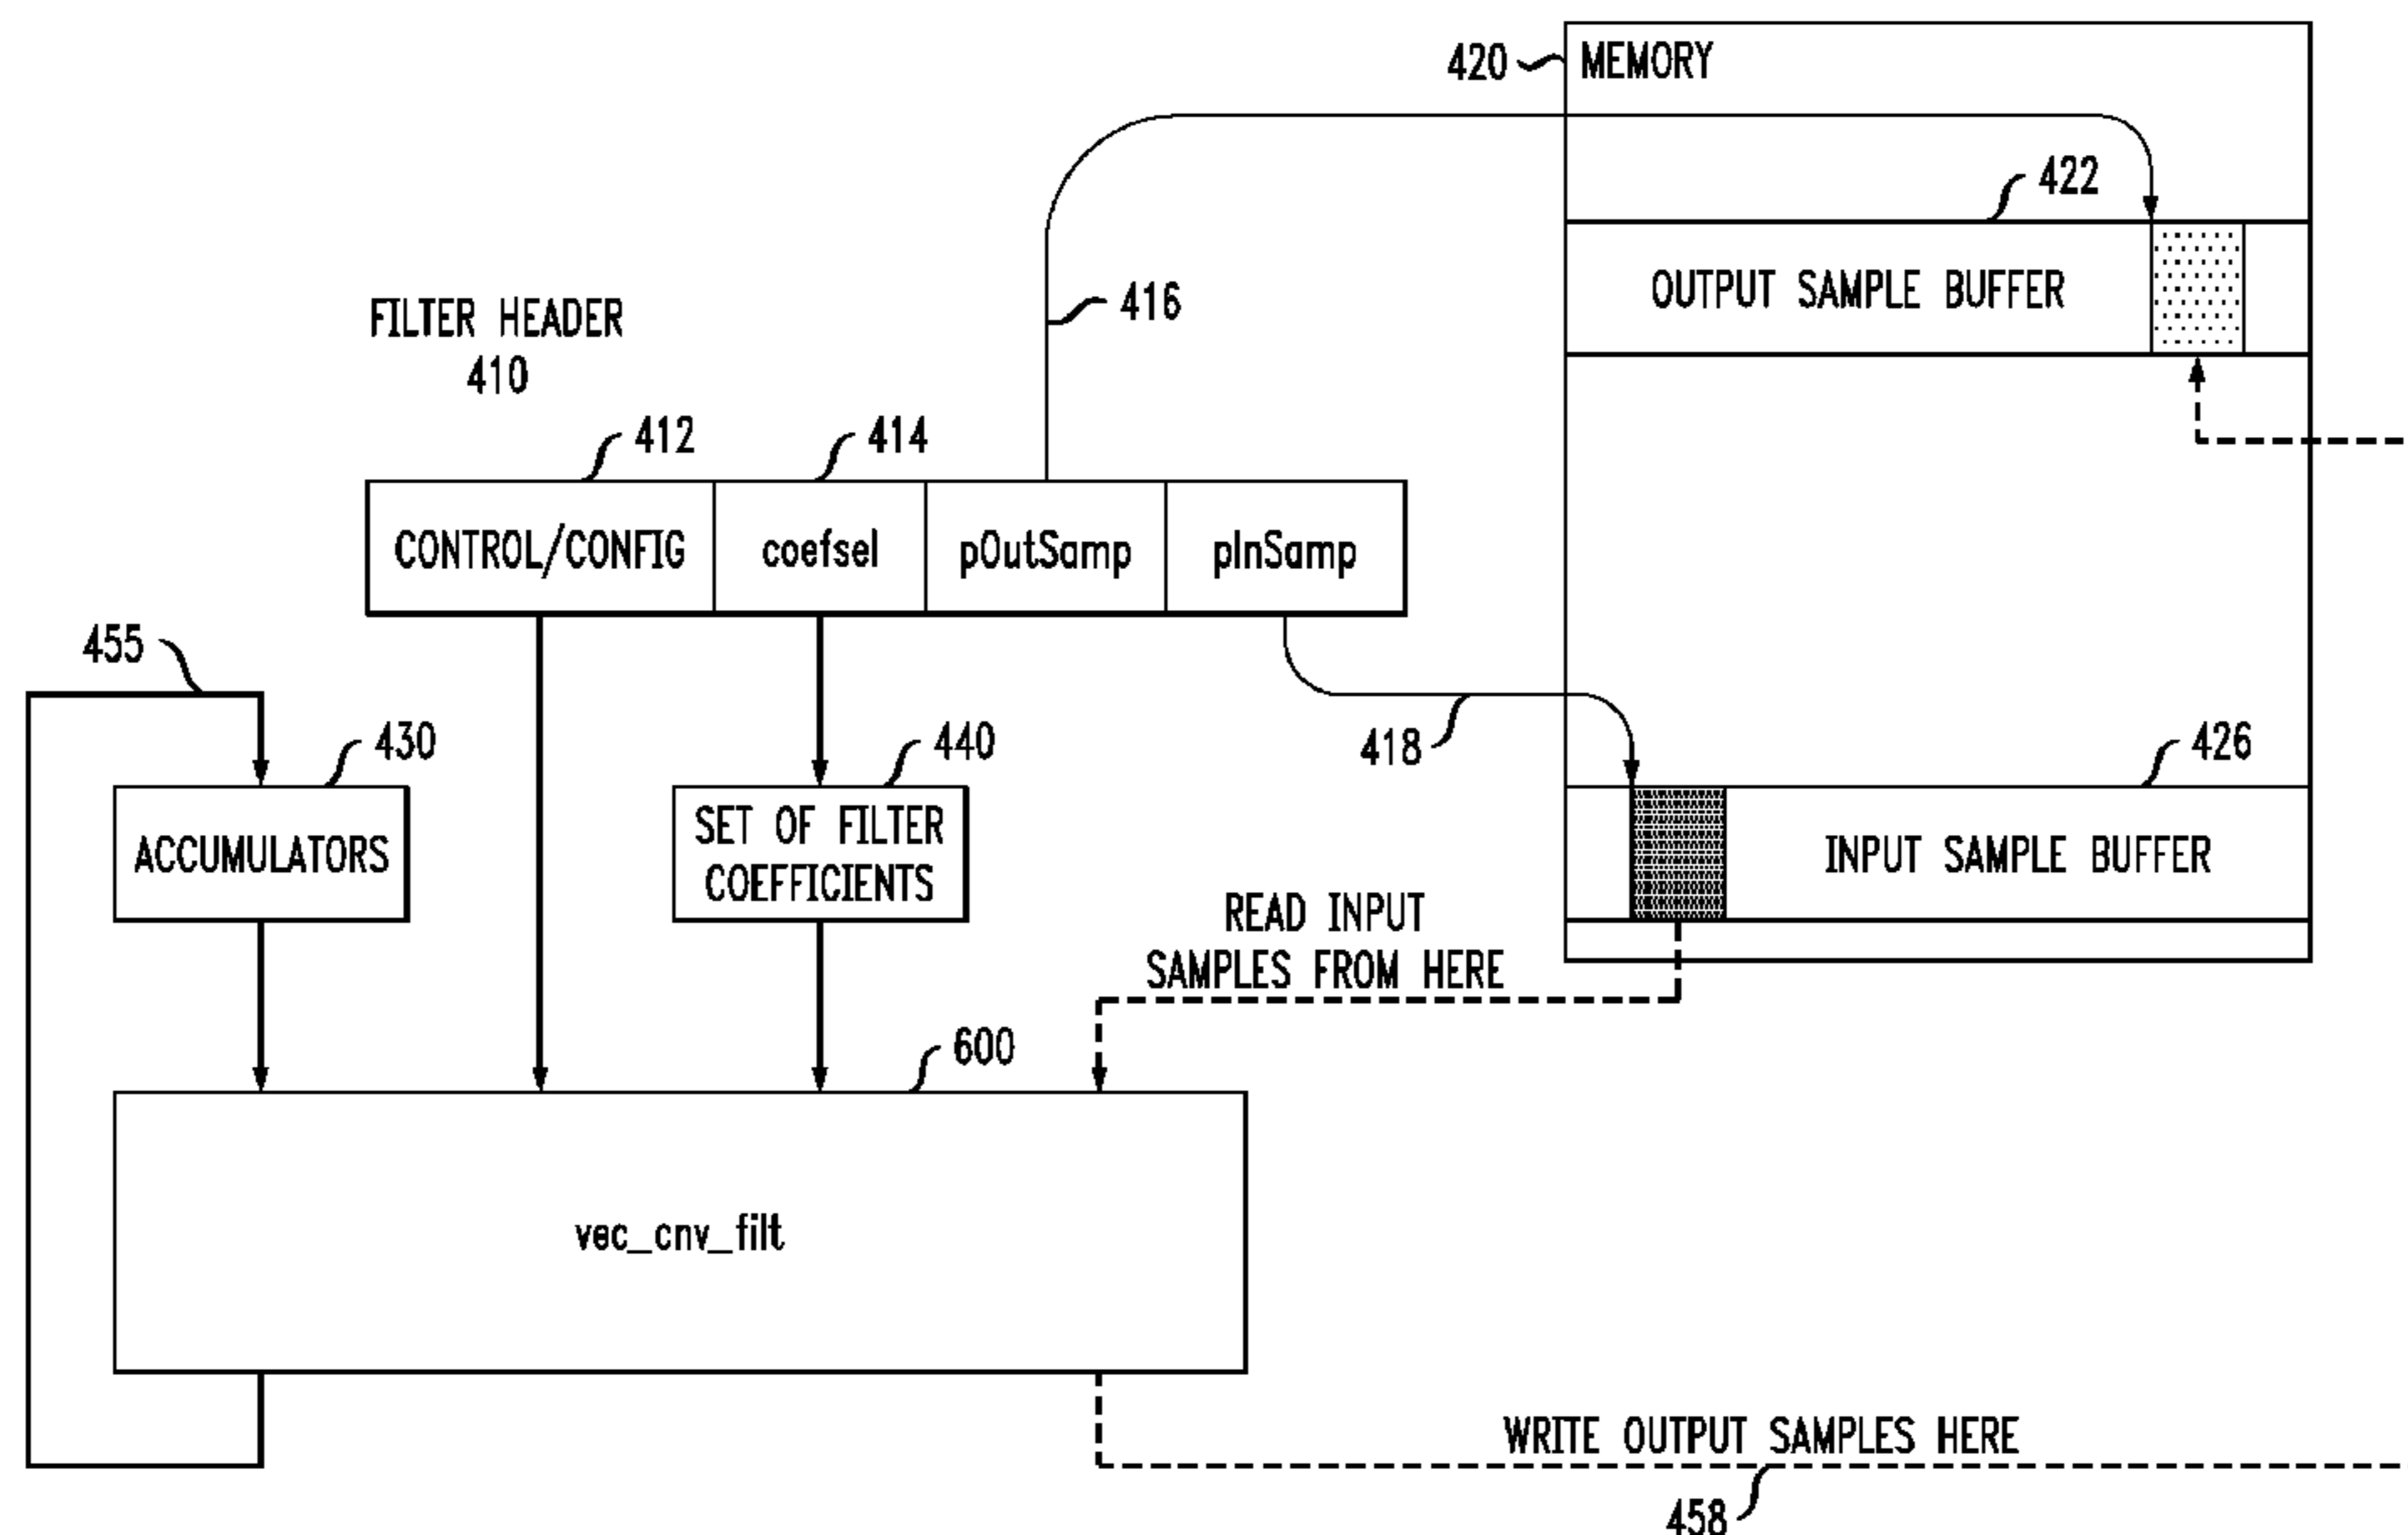 420 MEMORY
422
OUTPUT SAMPLE BUFFER
416
FILTER HEADER
410
412 414
CONTROL/CONFIG coefsel pOutSamp pInSamp
455
430 440 418 426
ACCUMULATORS
SET OF FILTER
COEFFICIENTS
INPUT SAMPLE BUFFER
READ INPUT
SAMPLES FROM HERE
600
vec_cnv_filt
WRITE OUTPUT SAMPLES HERE
458